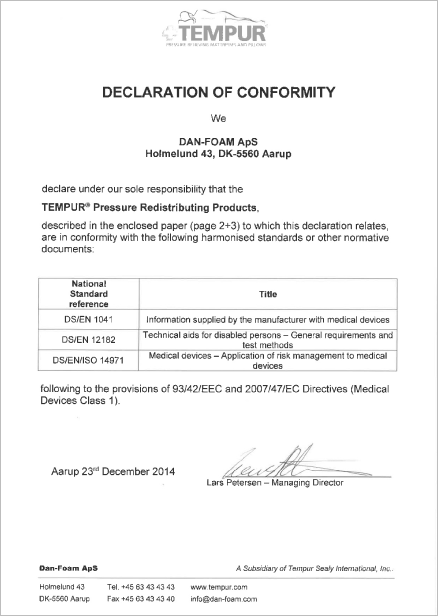 TEMPUR®
PRESSURE RELIEVING MATTRESSES AND PILLOWS
DECLARATION OF CONFORMITY
We
DAN-FOAM ApS
Holmelund 43, DK-5560 Aarup
declare under our sole responsibility that the
TEMPUR® Pressure Redistributing Products,
described in the enclosed paper (page 2+3) to which this declaration relates,
are in conformity with the following harmonised standards or other normative
documents:
National
Standard
reference
Title
DS/EN 1041
Information supplied by the manufacturer with medical devices
DS/EN 12182
Technical aids for disabled persons – General requirements and
test methods
DS/EN/ISO 14971
Medical devices – Application of risk management to medical
devices
following to the provisions of 93/42/EEC and 2007/47/EC Directives (Medical
Devices Class 1).
Aarup 23rd December 2014
Lars Petersen – Managing Director
Dan-Foam ApS
A Subsidiary of Tempur Sealy International, Inc..
Holmelund 43
Tel. +45 63 43 43 43
www.tempur.com
DK-5560 Aarup
Fax +45 63 43 43 40
info@dan-foam.com